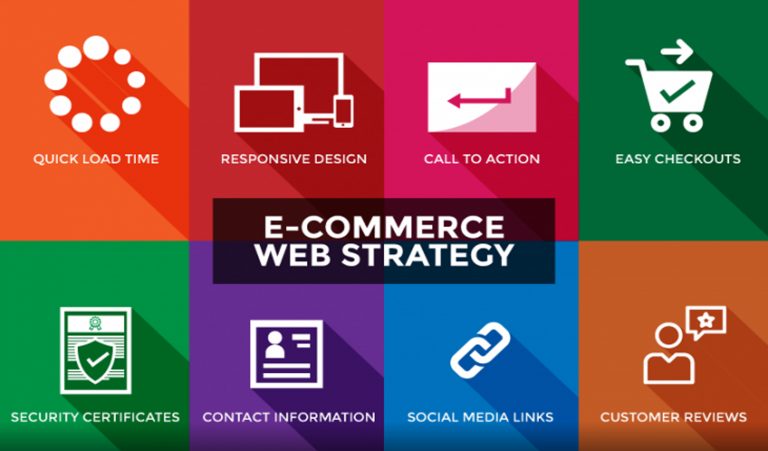 QUICK LOAD TIME
RESPONSIVE DESIGN
CALL TO ACTION
EASY CHECKOUTS
E-COMMERCE
WEB STRATEGY
SECURITY CERTIFICATES
CONTACT INFORMATION
SOCIAL MEDIA LINKS
CUSTOMER REVIEWS